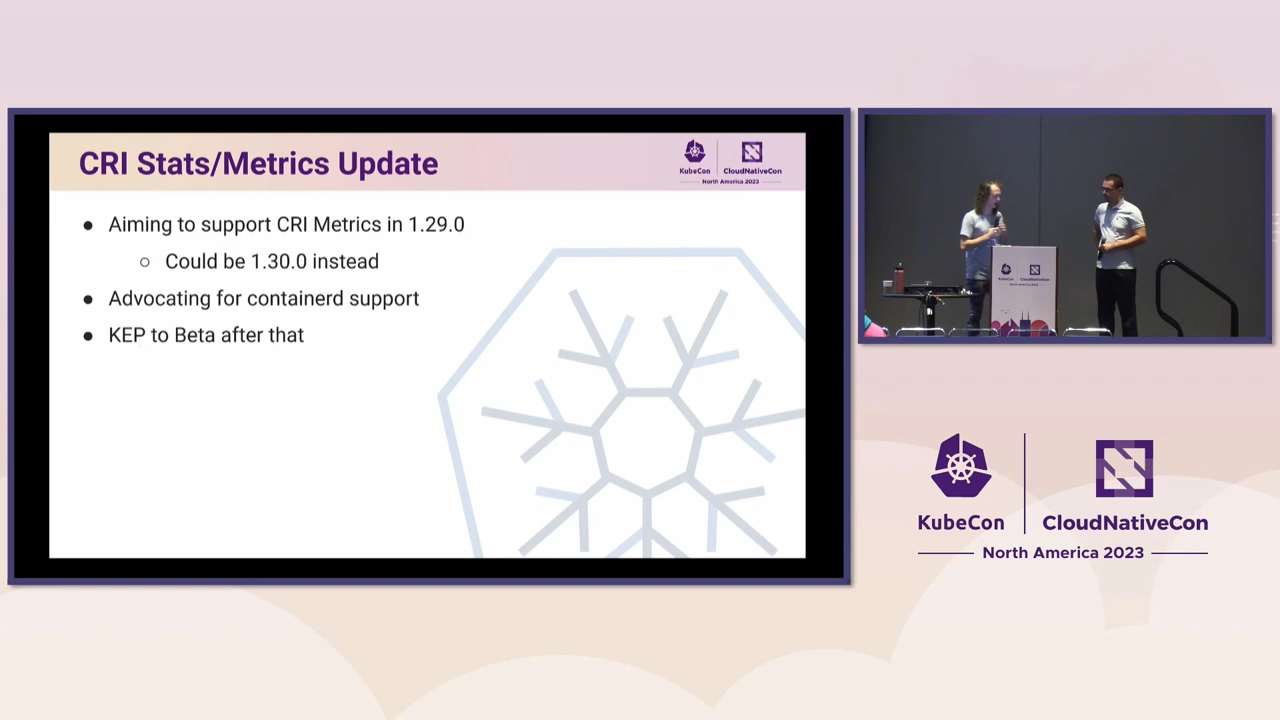 CRI Stats/Metrics Update
KubeCon
CloudNativeCon
North America 2023
Aiming to support CRI Metrics in 1.29.0
Could be 1.30.0 instead
Advocating for containerd support
KEP to Beta after that
KubeCon
CloudNativeCon
North America 2023